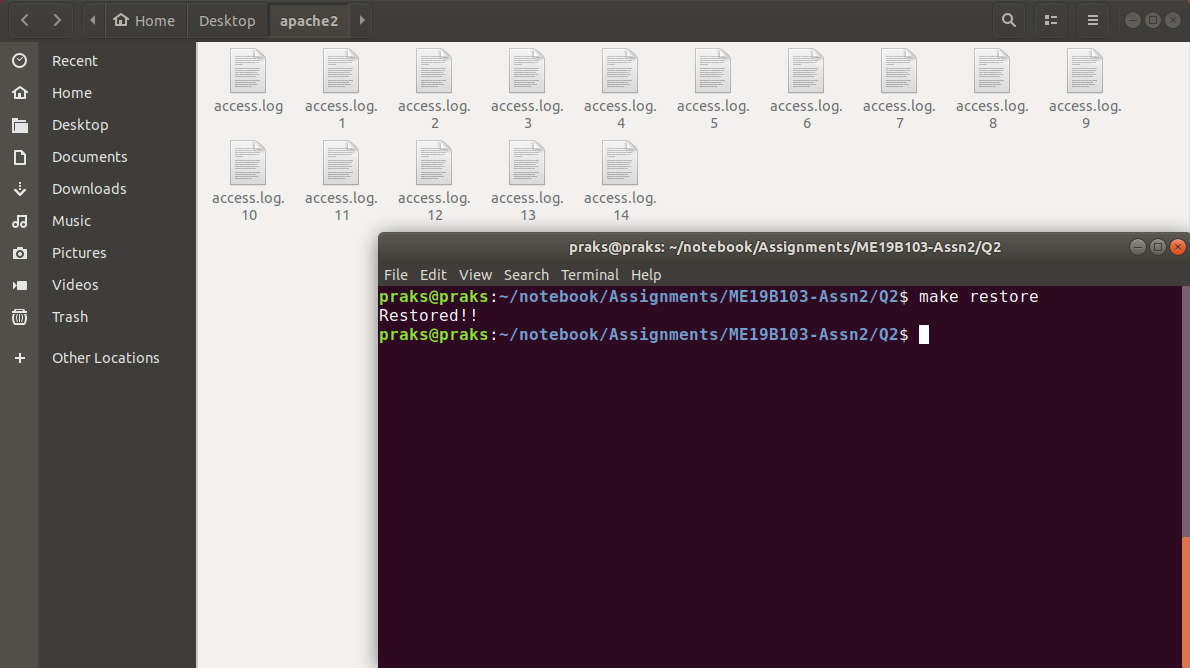 Home Desktop apache2
Recent
Home
Desktop
Documents
Downloads
Music
Pictures
Videos
Trash
Other Locations
access.log access.log. access.log. access.log. access.log. access.log. access.log. access.log. access.log. access.log.
1 2 3 4 5 6 7 8 9
access.log. access.log. access.log. access.log. access.log.
10 11 12 13 14
praks@praks: ~/notebook/Assignments/ME19B103-Assn2/Q2
File Edit View Search Terminal Help
praks@praks:~/notebook/Assignments/ME19B103-Assn2/Q2$ make restore
Restored!!
praks@praks:~/notebook/Assignments/ME19B103-Assn2/Q2$